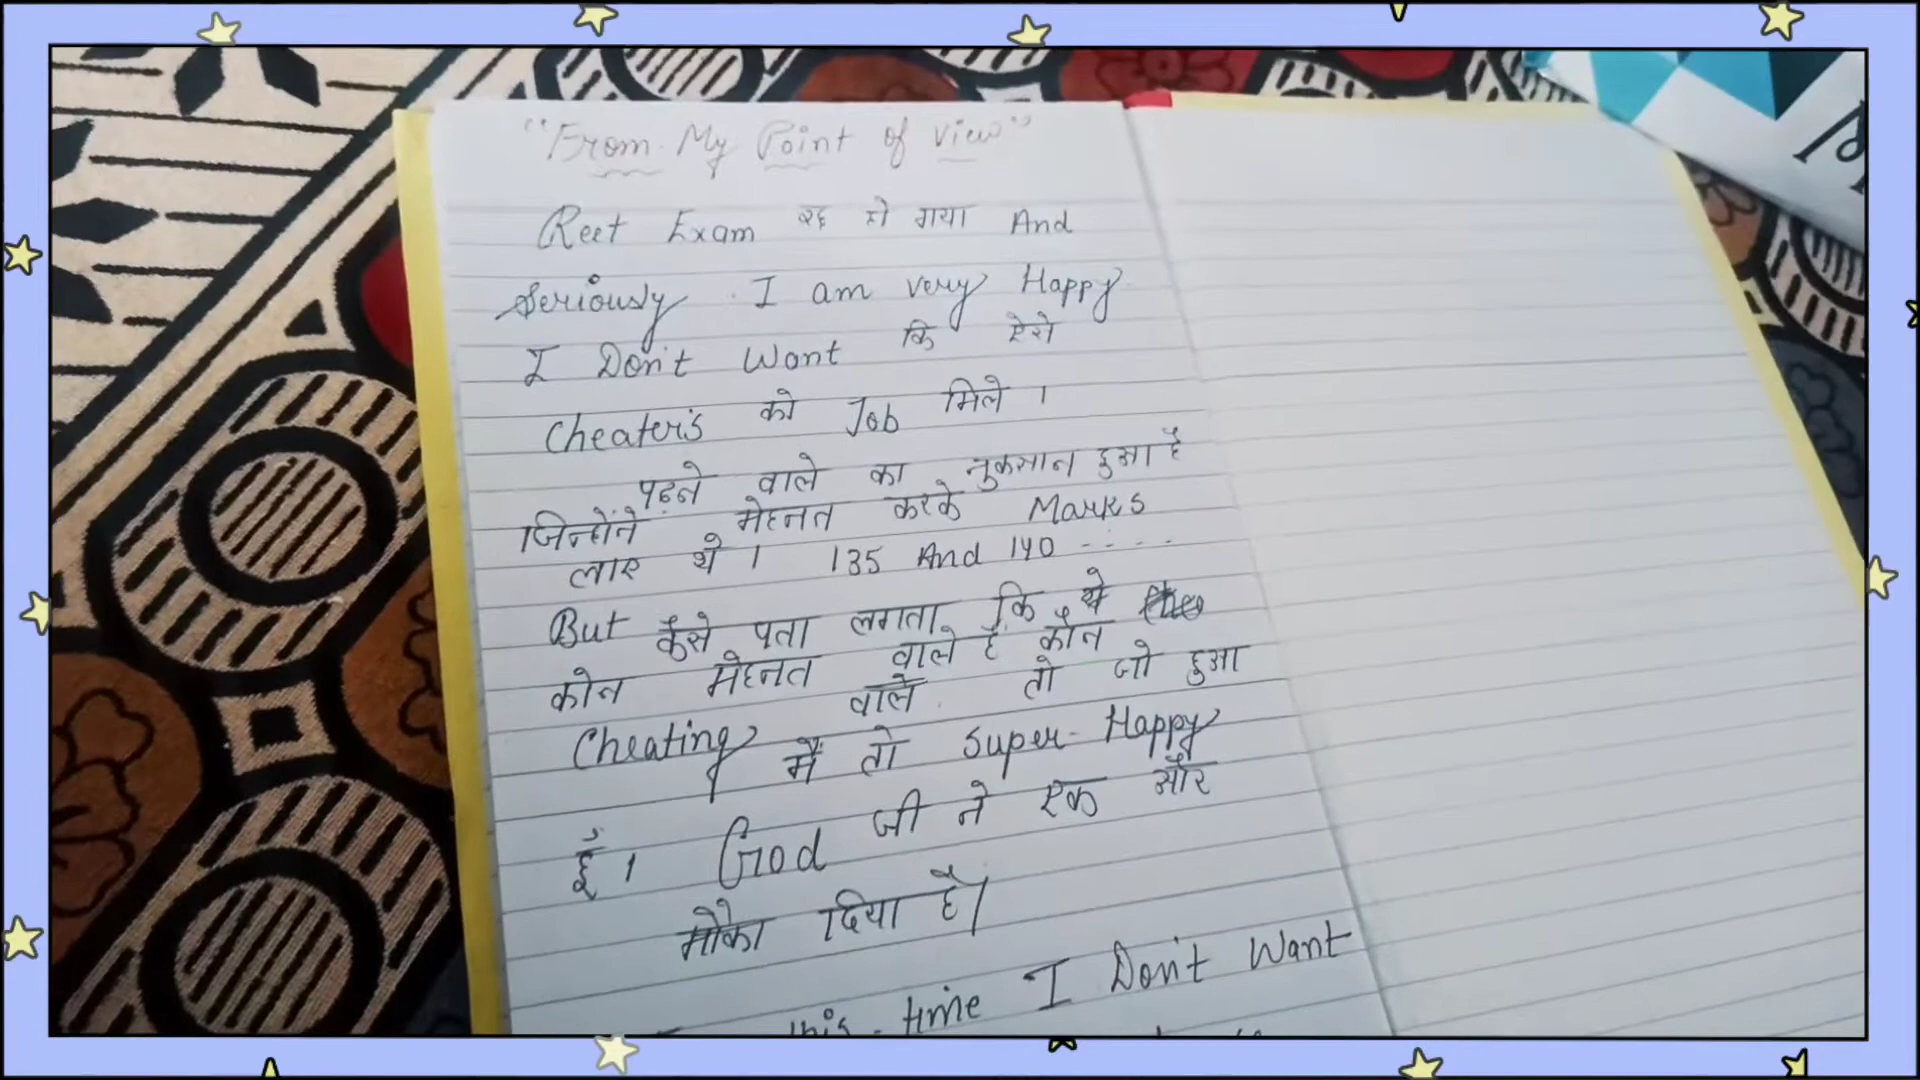 "From My Point of View"
Reet Exam रद्द हो गया And
Seriously I am very Happy
I Don't Want कि ऐसे
Cheater's को Job मिले ।
पढ़ने वाले का नुकसान हुआ है
जिन्होंने मेहनत करके Marks
लाए थे । 135 And 140 .....
But कैसे पता लगता कि ये
कोन मेहनत वाले है कौन
Cheating वाले तो जो हुआ
मैं तो Super Happy
हूँ । God जी ने एक और
मौका दिया है।
this time I Don't Want